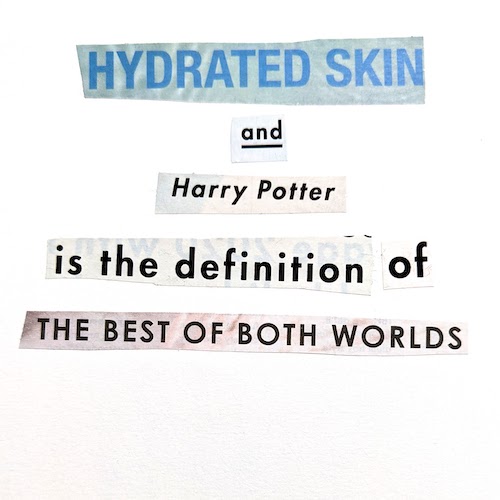 HYDRATED SKIN
and
Harry Potter
is the definition of
THE BEST OF BOTH WORLDS